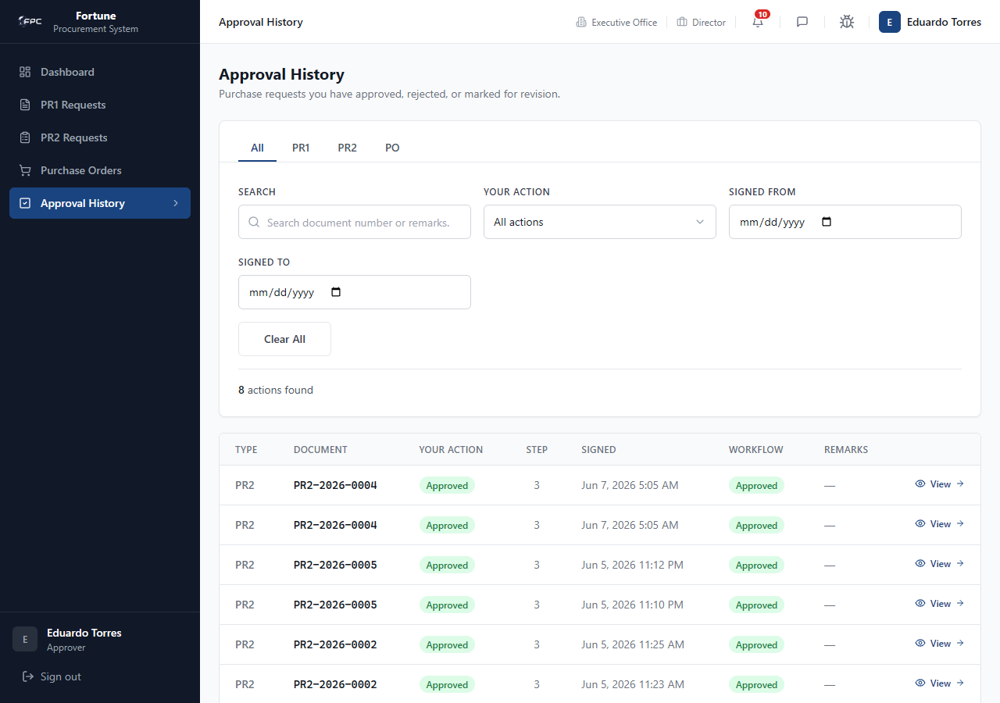 FPC
Fortune
Procurement System
Dashboard
PR1 Requests
PR2 Requests
Purchase Orders
Approval History
E
Eduardo Torres
Approver
Sign out
Approval History
Executive Office
Director
10
E
Eduardo Torres
Approval History
Purchase requests you have approved, rejected, or marked for revision.
All PR1 PR2 PO
SEARCH YOUR ACTION SIGNED FROM
Search document number or remarks. All actions mm/dd/yyyy
SIGNED TO
mm/dd/yyyy
Clear All
8 actions found
TYPE DOCUMENT YOUR ACTION STEP SIGNED WORKFLOW REMARKS
PR2 PR2-2026-0004 Approved 3 Jun 7, 2026 5:05 AM Approved — View
PR2 PR2-2026-0004 Approved 3 Jun 7, 2026 5:05 AM Approved — View
PR2 PR2-2026-0005 Approved 3 Jun 5, 2026 11:12 PM Approved — View
PR2 PR2-2026-0005 Approved 3 Jun 5, 2026 11:10 PM Approved — View
PR2 PR2-2026-0002 Approved 3 Jun 5, 2026 11:25 AM Approved — View
PR2 PR2-2026-0002 Approved 3 Jun 5, 2026 11:23 AM Approved — View